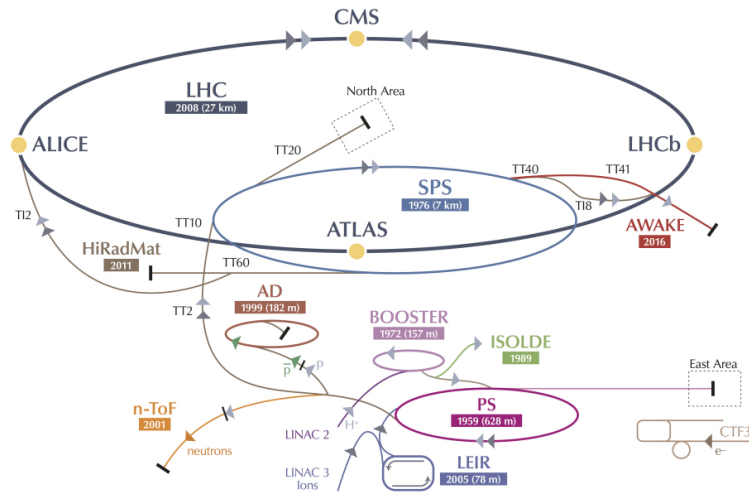 CMS
LHC
2008 (27 km)
North Area
ALICE
LHCb
TT20
TT40
TT41
SPS
1976 (7 km)
TI2
TT10
TI8
ATLAS
AWAKE
2016
HiRadMat
2011
TT60
TT2
AD
1999 (182 m)
BOOSTER
1972 (157 m)
ISOLDE
1989
p̅
p
East Area
n-ToF
2001
H⁺
PS
1959 (628 m)
LINAC 2
neutrons
CTF3
e⁻
LINAC 3
Ions
LEIR
2005 (78 m)